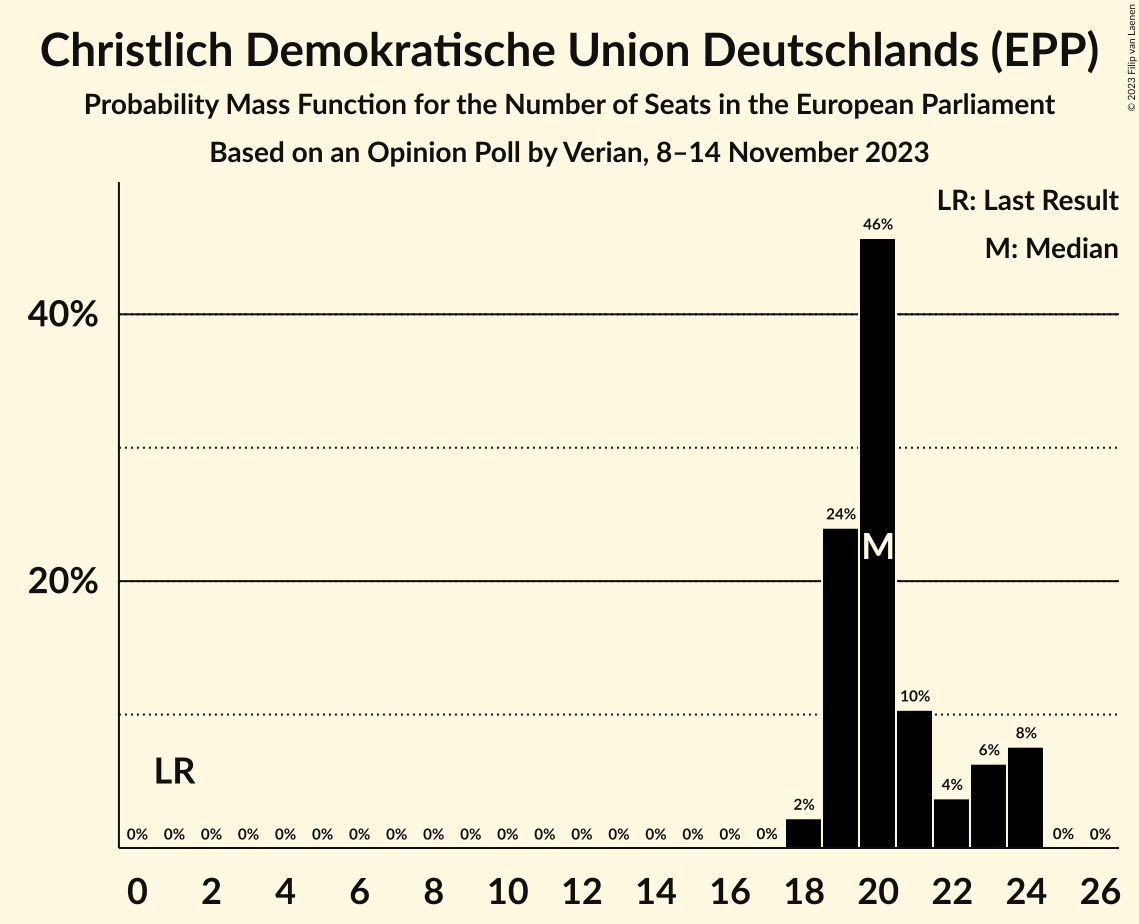 Christlich Demokratische Union Deutschlands (EPP)
Probability Mass Function for the Number of Seats in the European Parliament
Based on an Opinion Poll by Verian, 8–14 November 2023
© 2023 Filip van Laenen
LR: Last Result
M: Median
46%
40%
24%
M
20%
10%
8%
6%
4%
2%
LR
0% 0% 0% 0% 0% 0% 0% 0% 0% 0% 0% 0% 0% 0% 0% 0% 0% 0% 0% 0%
0 2 4 6 8 10 12 14 16 18 20 22 24 26